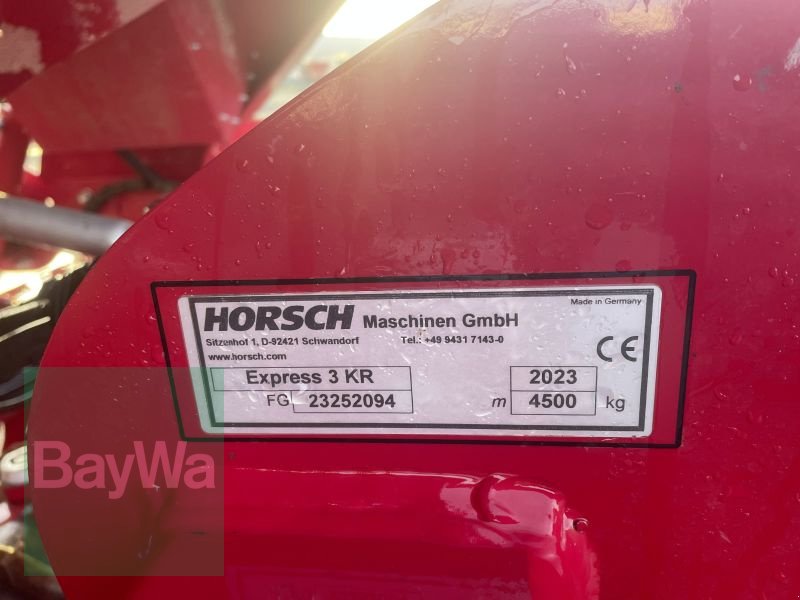 Made in Germany
HORSCH Maschinen GmbH
Sitzenhof 1, D-92421 Schwandorf Tel.: +49 9431 7143-0
www.horsch.com
CE
Express 3 KR 2023
FG 23252094 m 4500 kg
BayWa